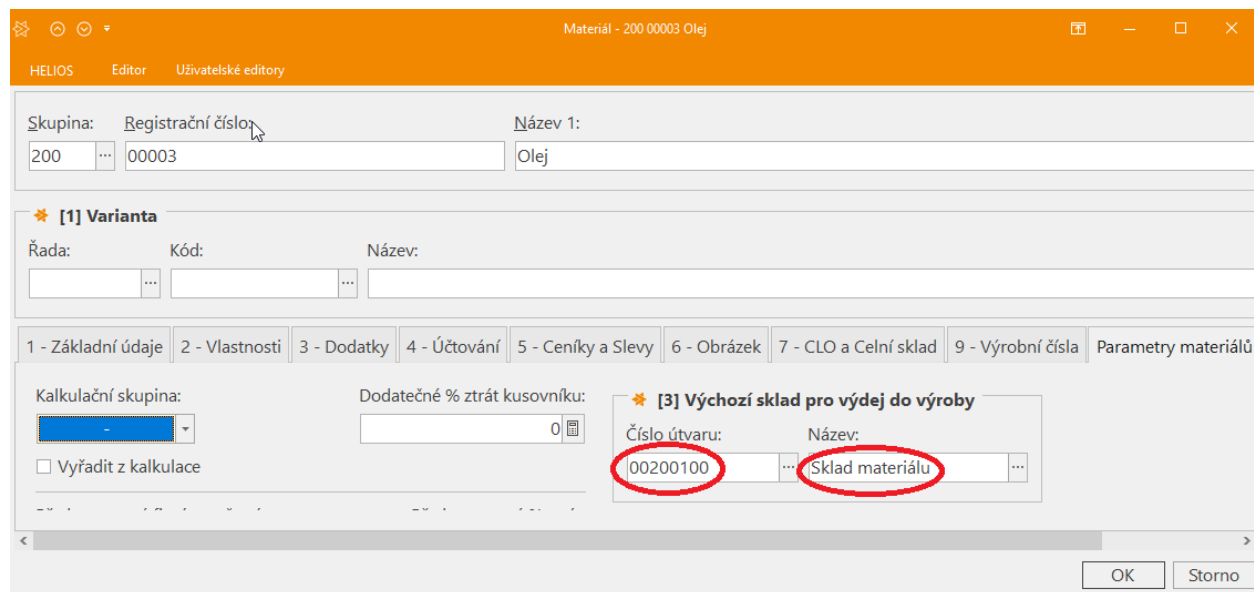 Materiál - 200 00003 Olej
HELIOS Editor Uživatelské editory
Skupina: Registrační číslo: Název 1:
200 ... 00003 Olej
[1] Varianta
Řada: Kód: Název:
... ...
1 - Základní údaje 2 - Vlastnosti 3 - Dodatky 4 - Účtování 5 - Ceníky a Slevy 6 - Obrázek 7 - CLO a Celní sklad 9 - Výrobní čísla Parametry materiálů
Kalkulační skupina: Dodatečné % ztrát kusovníku: [3] Výchozí sklad pro výdej do výroby
- 0 Číslo útvaru: Název:
Vyřadit z kalkulace 00200100 ... Sklad materiálu ...
OK Storno